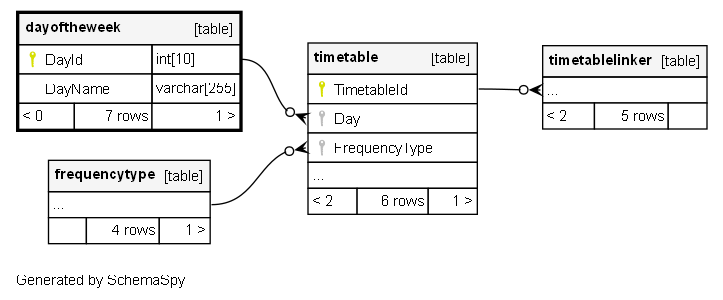 dayoftheweek [table]
DayId int[10]
DayName varchar[255]
< 0 7 rows 1 >
timetable [table]
TimetableId
Day
FrequencyType
...
< 2 6 rows 1 >
timetablelinker [table]
...
< 2 5 rows
frequencytype [table]
...
4 rows 1 >
Generated by SchemaSpy